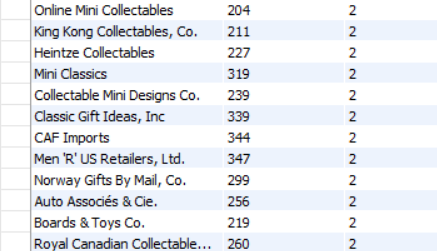 Online Mini Collectables 204 2
King Kong Collectables, Co. 211 2
Heintze Collectables 227 2
Mini Classics 319 2
Collectable Mini Designs Co. 239 2
Classic Gift Ideas, Inc 339 2
CAF Imports 344 2
Men 'R' US Retailers, Ltd. 347 2
Norway Gifts By Mail, Co. 299 2
Auto Associés & Cie. 256 2
Boards & Toys Co. 219 2
Royal Canadian Collectable... 260 2